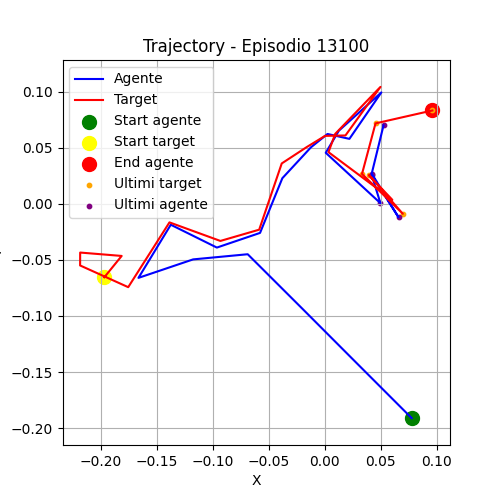 Trajectory - Episodio 13100
Agente
Target
Start agente
Start target
End agente
Ultimi target
Ultimi agente
0.10
0.05
0.00
−0.05
−0.10
−0.15
−0.20
−0.20
−0.15
−0.10
−0.05
0.00
0.05
0.10
X